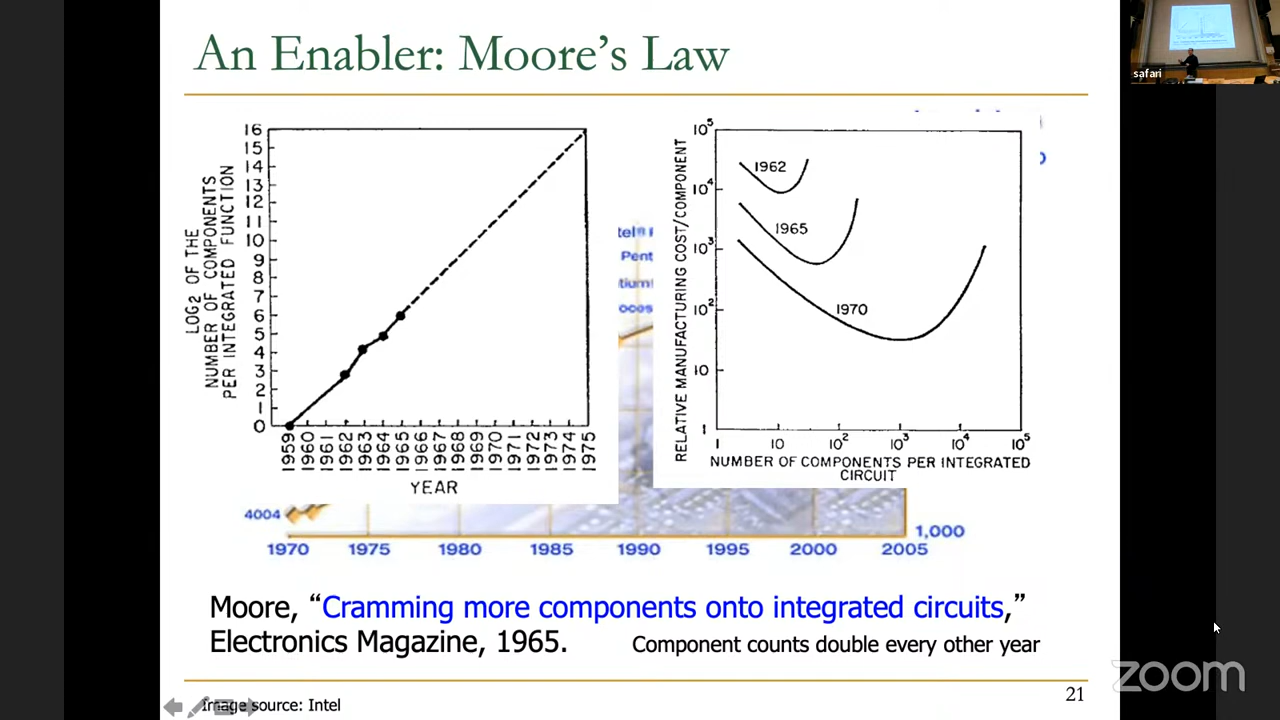 An Enabler: Moore's Law
safari
LOG2 OF THE
NUMBER OF COMPONENTS
PER INTEGRATED FUNCTION
16
15
14
13
12
11
10
9
8
7
6
5
4
3
2
1
0
1959
1960
1961
1962
1963
1964
1965
1966
1967
1968
1969
1970
1971
1972
1973
1974
1975
YEAR
RELATIVE MANUFACTURING COST/COMPONENT
10⁵
10⁴
10³
10²
10
1
1962
1965
1970
1 10 10² 10³ 10⁴ 10⁵
NUMBER OF COMPONENTS PER INTEGRATED
CIRCUIT
4004
1,000
1970 1975 1980 1985 1990 1995 2000 2005
Moore, “Cramming more components onto integrated circuits,”
Electronics Magazine, 1965.
Component counts double every other year
21
Image source: Intel
zoom